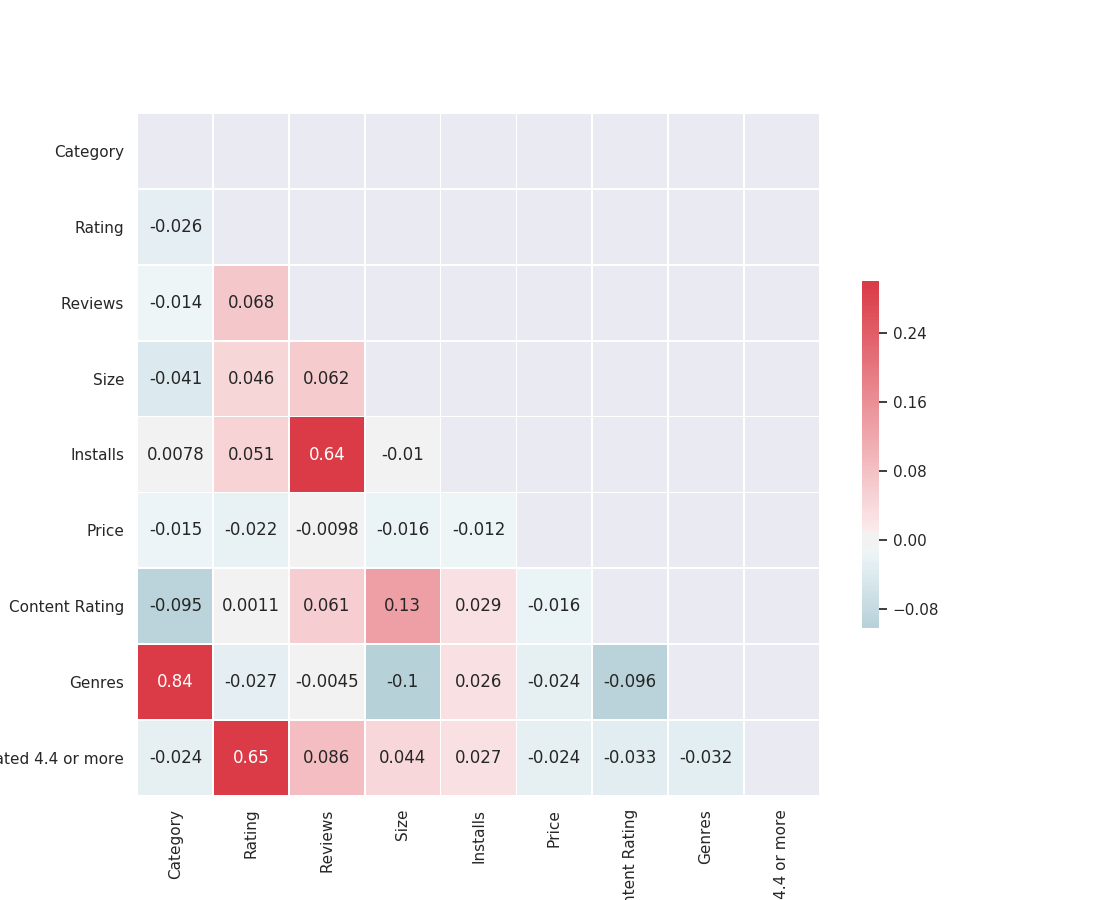 Category
Rating -0.026
Reviews -0.014 0.068
Size -0.041 0.046 0.062
0.24
0.16
Installs 0.0078 0.051 0.64 -0.01
0.08
Price -0.015 -0.022 -0.0098 -0.016 -0.012
0.00
Content Rating -0.095 0.0011 0.061 0.13 0.029 -0.016
−0.08
Genres 0.84 -0.027 -0.0045 -0.1 0.026 -0.024 -0.096
ated 4.4 or more -0.024 0.65 0.086 0.044 0.027 -0.024 -0.033 -0.032
Category
Rating
Reviews
Size
Installs
Price
ntent Rating
Genres
4.4 or more